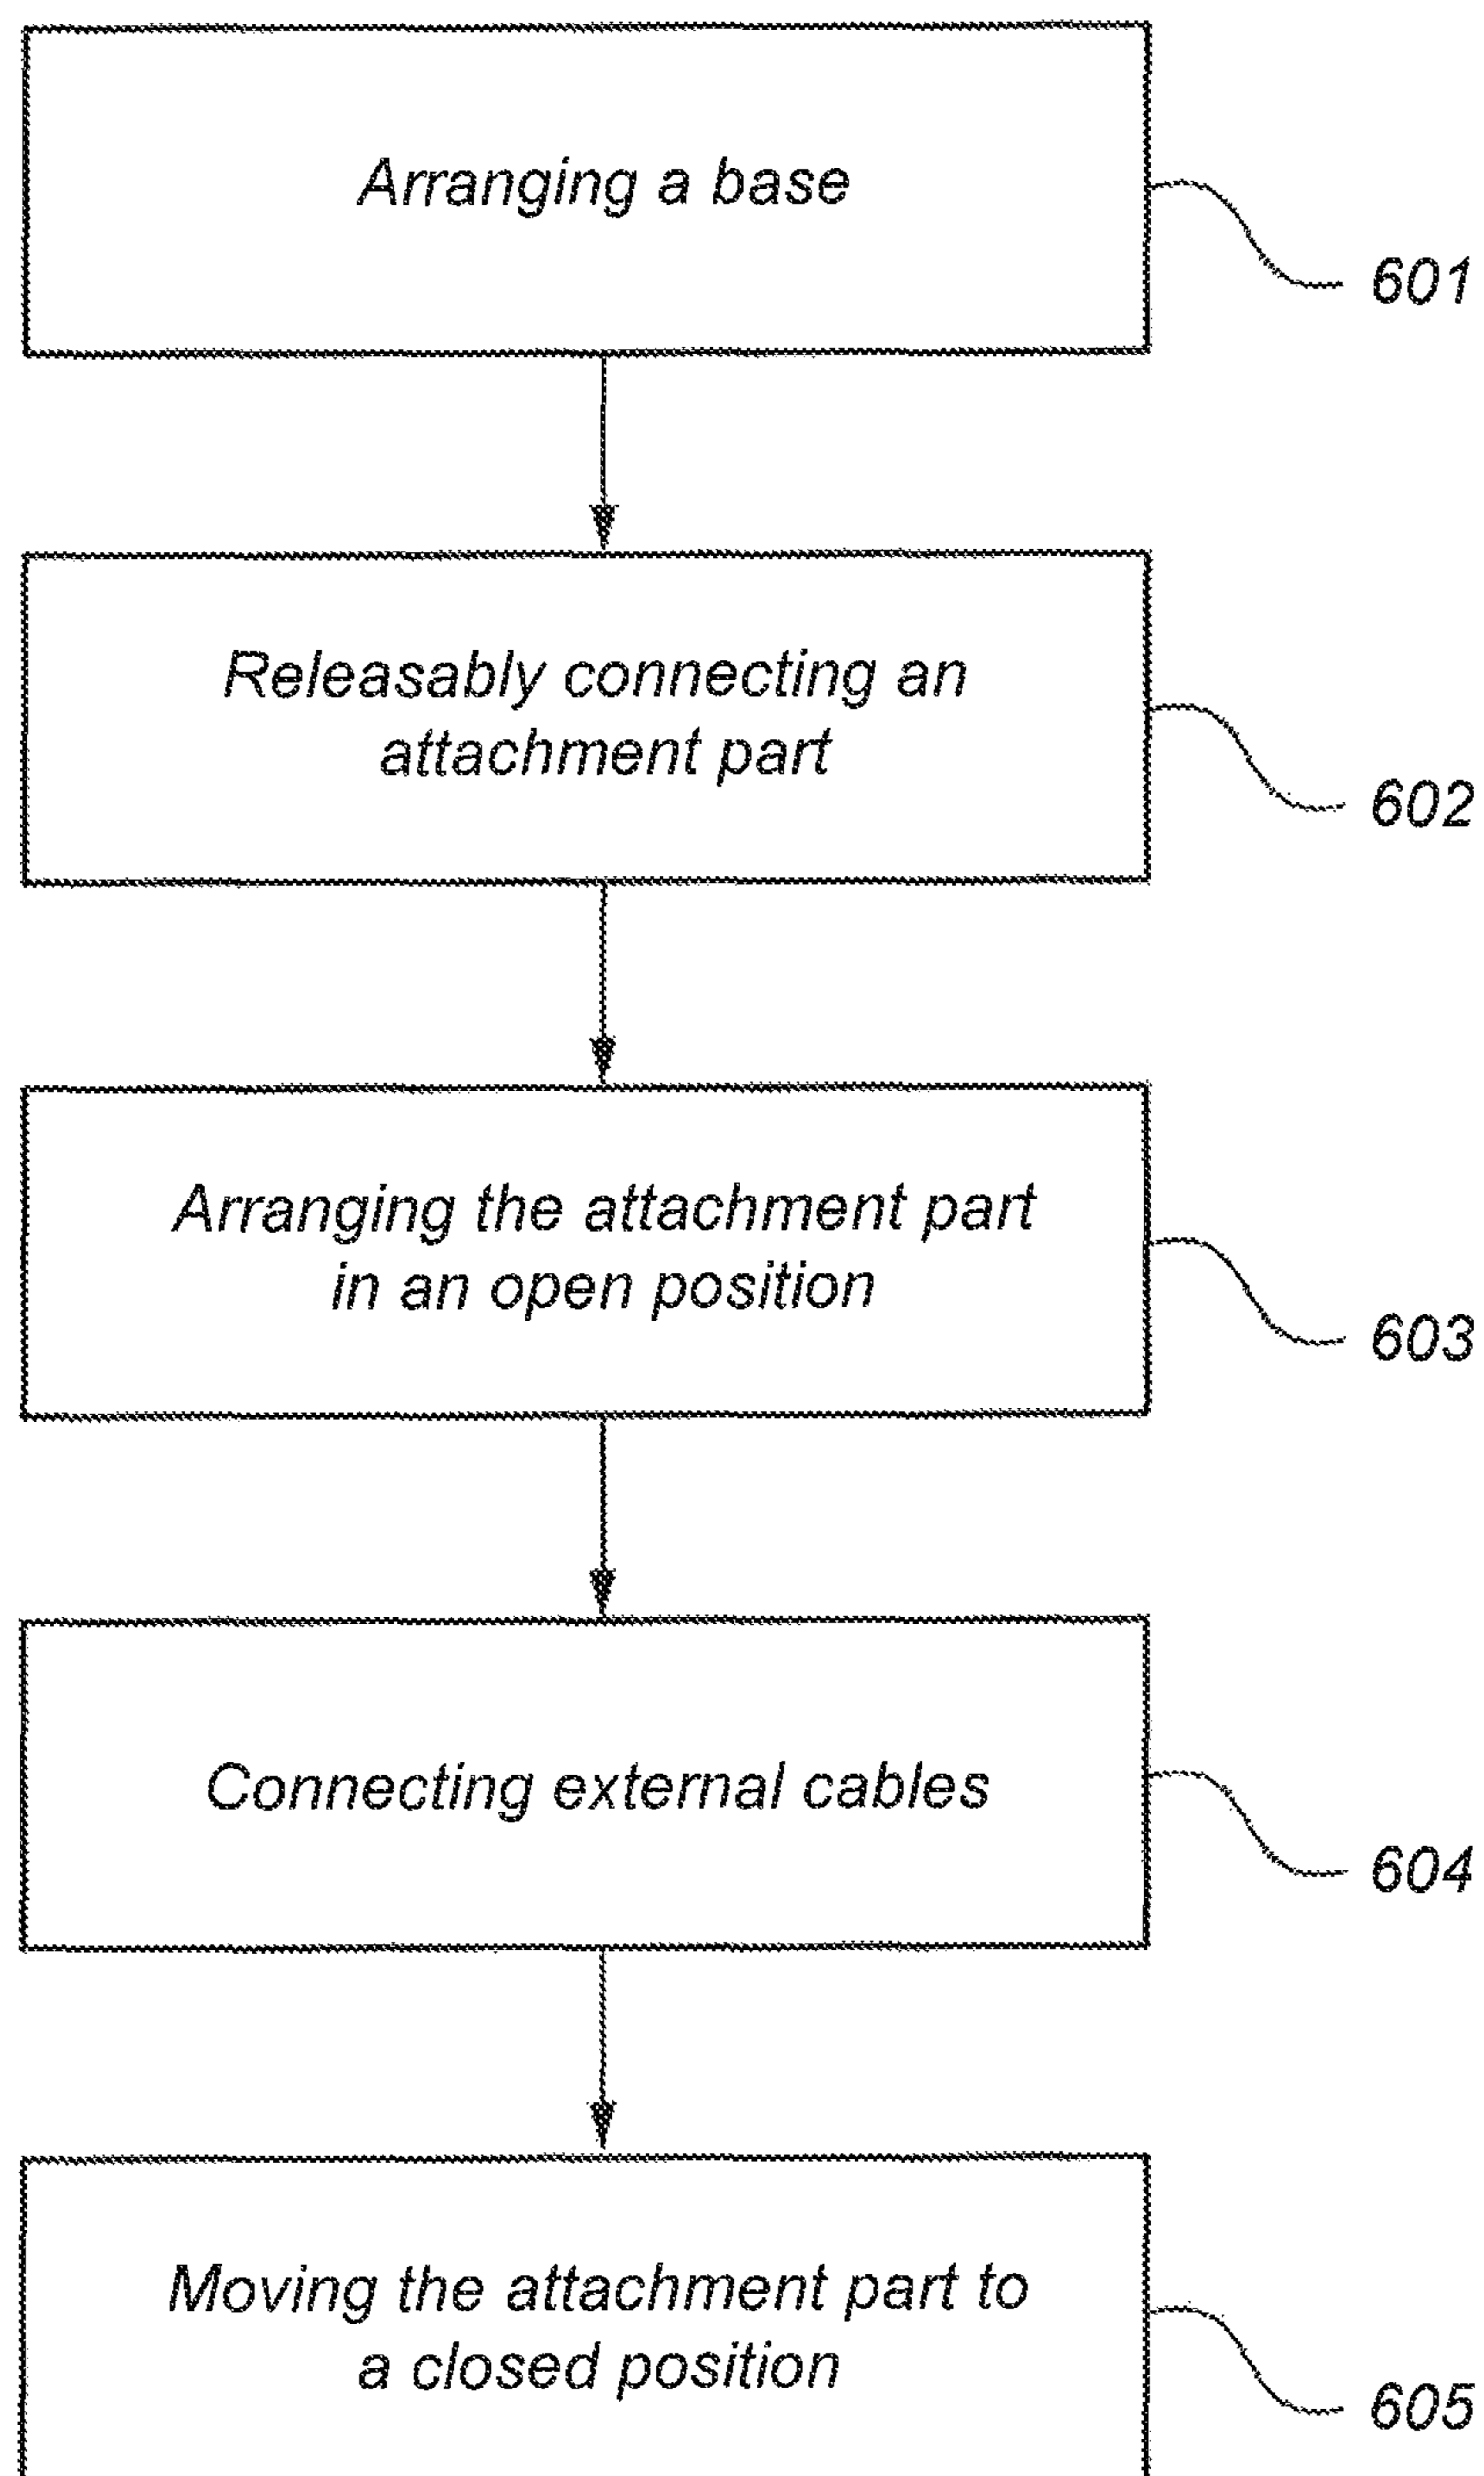 Arranging a base
601
Releasably connecting an
attachment part
602
Arranging the attachment part
in an open position
603
Connecting external cables
604
Moving the attachment part to
a closed position
605